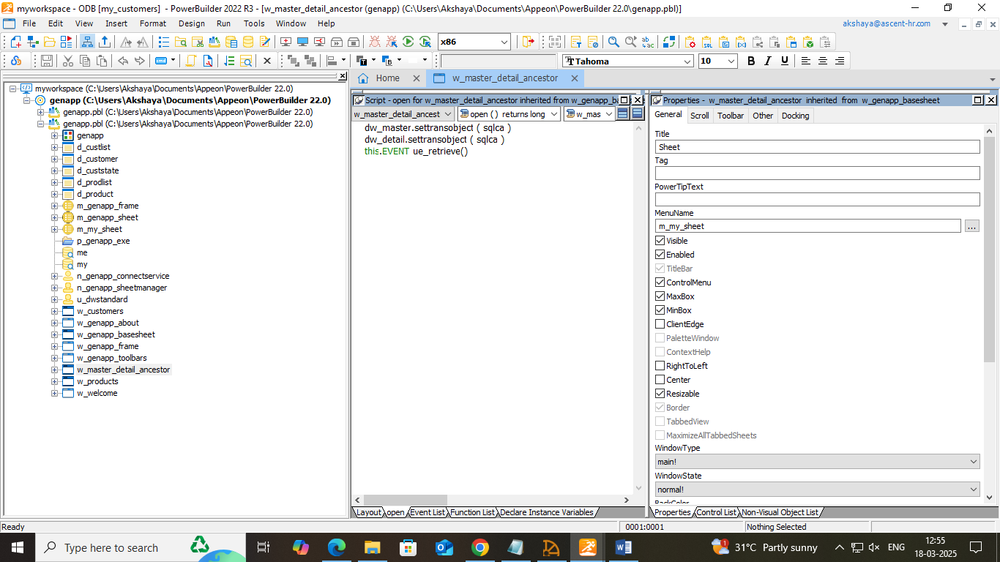 myworkspace - ODB [my_customers] - PowerBuilder 2022 R3 - [w_master_detail_ancestor (genapp) (C:\Users\Akshaya\Documents\Appeon\PowerBuilder 22.0\genapp.pbl)]
File Edit View Insert Format Design Run Tools Window Help
akshaya@ascent-hr.com
x86
Tahoma
10
B I U
Home
w_master_detail_ancestor
myworkspace (C:\Users\Akshaya\Documents\Appeon\PowerBuilder 22.0)
genapp (C:\Users\Akshaya\Documents\Appeon\PowerBuilder 22.0)
genapp.pbl (C:\Users\Akshaya\Documents\Appeon\PowerBuilder 22.0)
genapp.pbl (C:\Users\Akshaya\Documents\Appeon\PowerBuilder 22.0)
genapp
d_custlist
d_customer
d_custstate
d_prodlist
d_product
m_genapp_frame
m_genapp_sheet
m_my_sheet
p_genapp_exe
me
my
n_genapp_connectservice
n_genapp_sheetmanager
u_dwstandard
w_customers
w_genapp_about
w_genapp_basesheet
w_genapp_frame
w_genapp_toolbars
w_master_detail_ancestor
w_products
w_welcome
Script - open for w_master_detail_ancestor inherited from w_genapp_ba
w_master_detail_ancest
open ( ) returns long
w_mas
dw_master.settransobject ( sqlca )
dw_detail.settransobject ( sqlca )
this.EVENT ue_retrieve()
Layout open Event List Function List Declare Instance Variables
Properties - w_master_detail_ancestor inherited from w_genapp_basesheet
General Scroll Toolbar Other Docking
Title
Sheet
Tag
PowerTipText
MenuName
m_my_sheet
...
Visible
Enabled
TitleBar
ControlMenu
MaxBox
MinBox
ClientEdge
PaletteWindow
ContextHelp
RightToLeft
Center
Resizable
Border
TabbedView
MaximizeAllTabbedSheets
WindowType
main!
WindowState
normal!
BackColor
Properties Control List Non-Visual Object List
Ready
0001:0001
Nothing Selected
Type here to search
31°C Partly sunny
ENG
12:55
18-03-2025